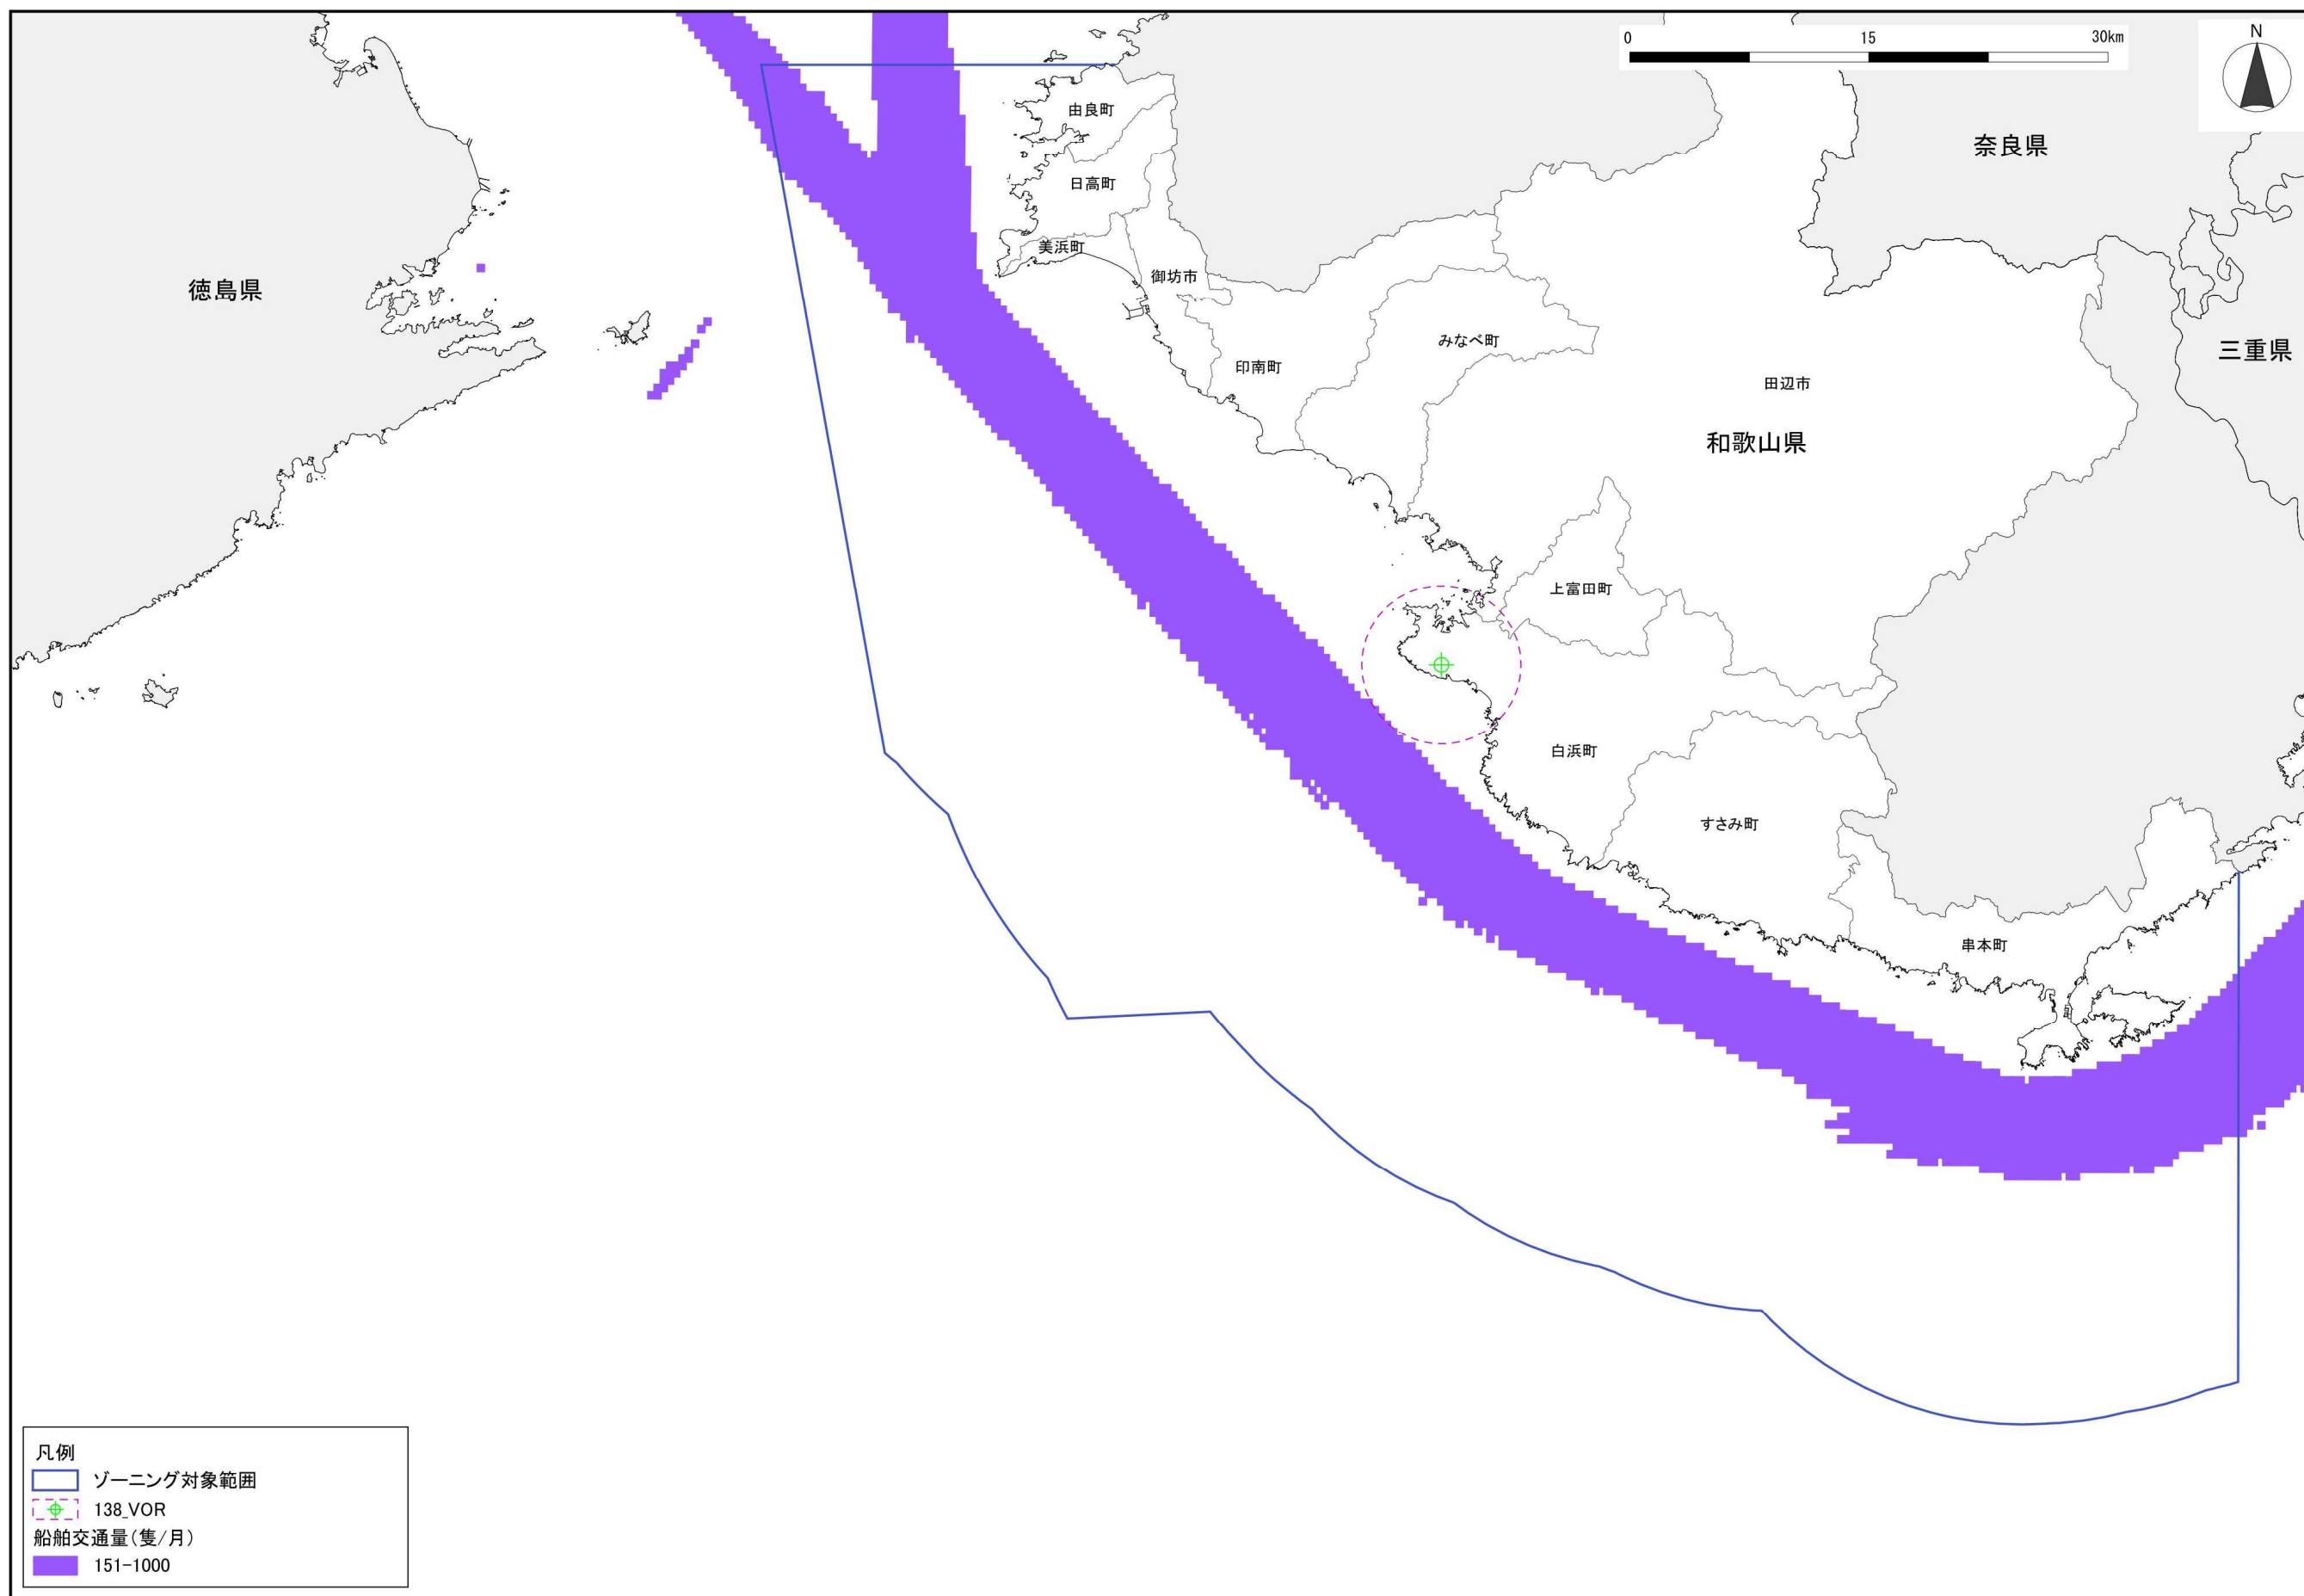 0 15 30km
N
由良町
奈良県
日高町
美浜町
御坊市
徳島県
みなべ町
三重県
印南町
田辺市
和歌山県
上富田町
白浜町
すさみ町
串本町
凡例
ゾーニング対象範囲
138_VOR
船舶交通量(隻/月)
151-1000